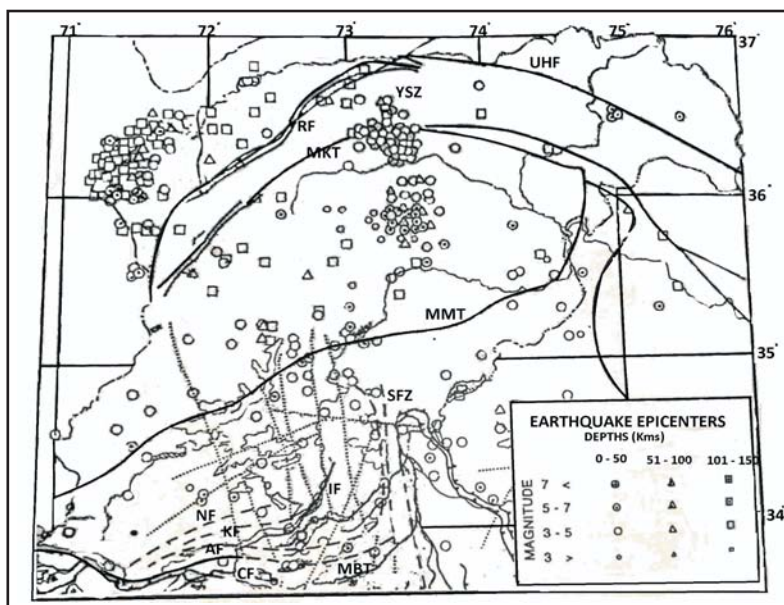 71° 72° 73° 74° 75° 37°
UHF
YSZ
RF
MKT
36°
MMT
35°
SFZ
EARTHQUAKE EPICENTERS
DEPTHS (Kms)
0 - 50 51 - 100 101 - 150
MAGNITUDE
7 <
5 - 7
3 - 5
3 >
IF
NF
34°
KF
AF
CF
MBT